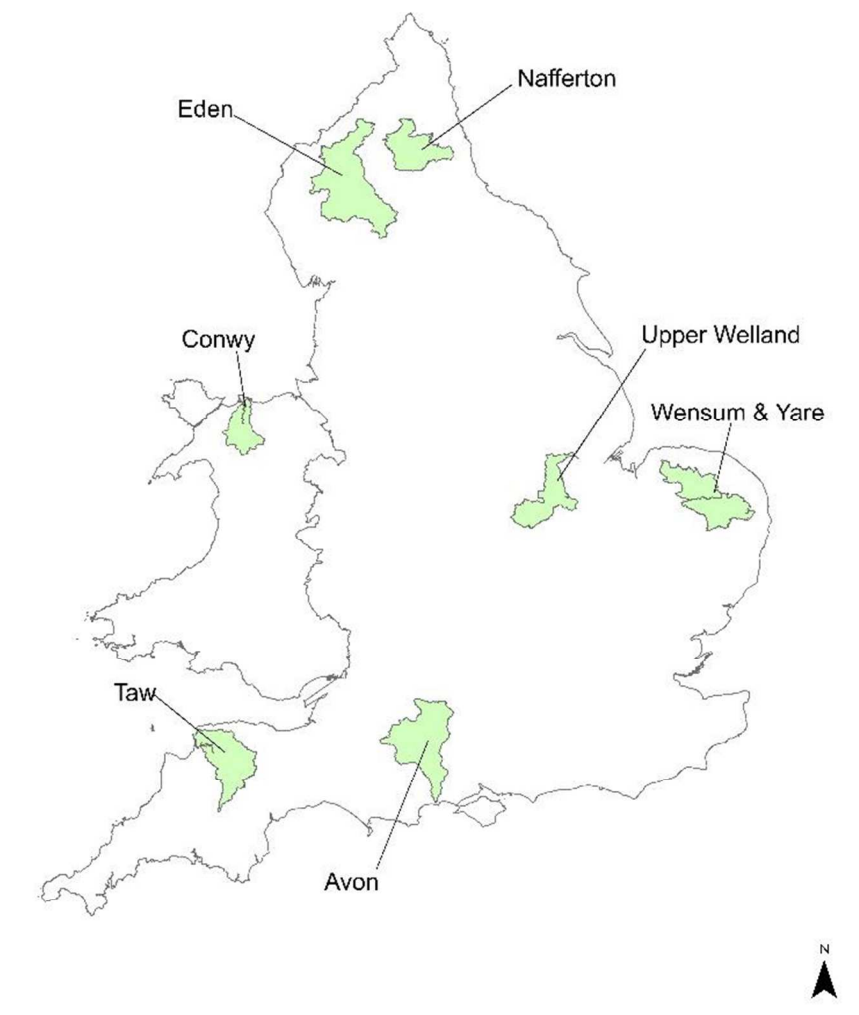 Nafferton
Eden
Conwy
Upper Welland
Wensum & Yare
Taw
Avon
N